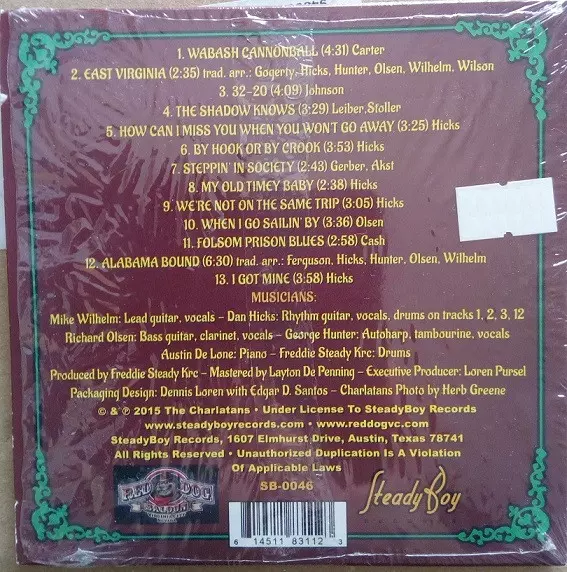 1. WABASH CANNONBALL (4:31) Carter
2. EAST VIRGINIA (2:35) trad. arr.: Gogerty, Hicks, Hunter, Olsen, Wilhelm, Wilson
3. 32-20 (4:09) Johnson
4. THE SHADOW KNOWS (3:29) Leiber, Stoller
5. HOW CAN I MISS YOU WHEN YOU WON'T GO AWAY (3:25) Hicks
6. BY HOOK OR BY CROOK (3:53) Hicks
7. STEPPIN' IN SOCIETY (2:43) Gerber, Akst
8. MY OLD TIMEY BABY (2:38) Hicks
9. WE'RE NOT ON THE SAME TRIP (3:05) Hicks
10. WHEN I GO SAILIN' BY (3:36) Olsen
11. FOLSOM PRISON BLUES (2:58) Cash
12. ALABAMA BOUND (6:30) trad. arr.: Ferguson, Hicks, Hunter, Olsen, Wilhelm
13. I GOT MINE (3:58) Hicks
MUSICIANS:
Mike Wilhelm: Lead guitar, vocals – Dan Hicks: Rhythm guitar, vocals, drums on tracks 1, 2, 3, 12
Richard Olsen: Bass guitar, clarinet, vocals – George Hunter: Autoharp, tambourine, vocals
Austin De Lone: Piano – Freddie Steady Krc: Drums
Produced by Freddie Steady Krc – Mastered by Layton De Penning – Executive Producer: Loren Pursel
Packaging Design: Dennis Loren with Edgar D. Santos – Charlatans Photo by Herb Greene
© & ℗ 2015 The Charlatans • Under License To SteadyBoy Records
www.steadyboyrecords.com • www.reddogvc.com
SteadyBoy Records, 1607 Elmhurst Drive, Austin, Texas 78741
All Rights Reserved • Unauthorized Duplication Is A Violation
Of Applicable Laws
SB-0046
RED DOG
SALOON
SteadyBoy
6 14511 83112 3